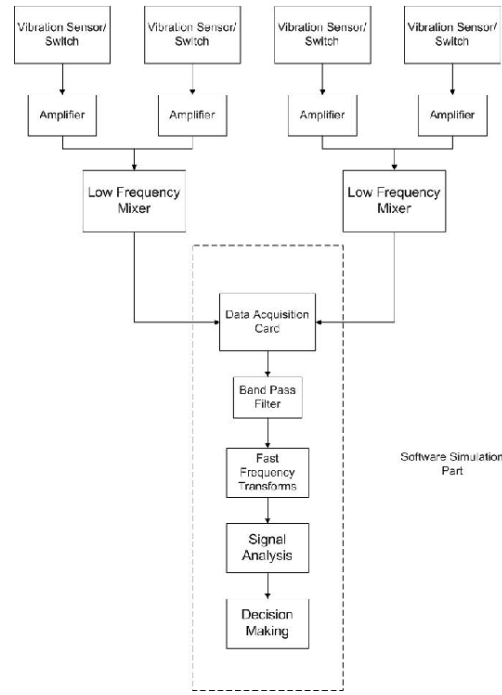 Vibration Sensor/
Switch
Vibration Sensor/
Switch
Vibration Sensor/
Switch
Vibration Sensor/
Switch
Amplifier
Amplifier
Amplifier
Amplifier
Low Frequency
Mixer
Low Frequency
Mixer
Data Acquisition
Card
Band Pass
Filter
Fast
Frequency
Transforms
Software Simulation
Part
Signal
Analysis
Decision
Making